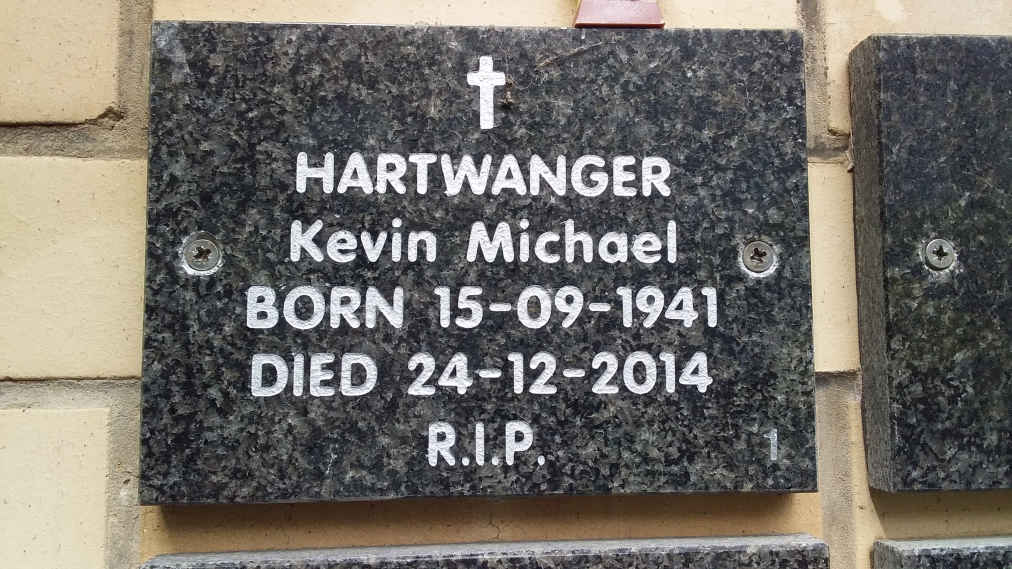 HARTWANGER
Kevin Michael
BORN 15-09-1941
DIED 24-12-2014
R.I.P.
1